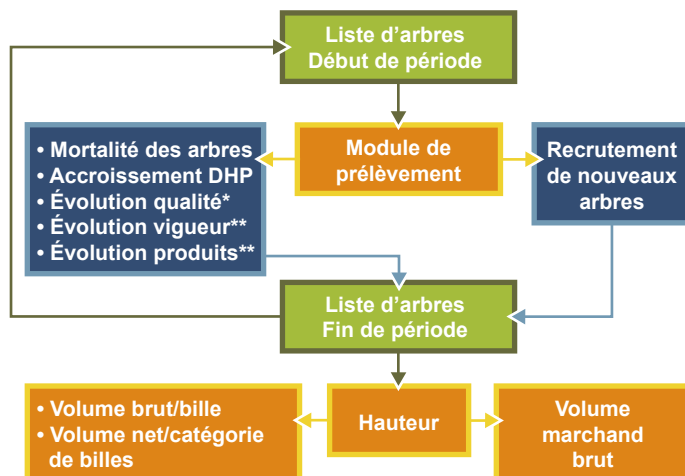 Liste d'arbres
Début de période
• Mortalité des arbres
• Accroissement DHP
• Évolution qualité*
• Évolution vigueur**
• Évolution produits**
Module de
prélèvement
Recrutement
de nouveaux
arbres
Liste d'arbres
Fin de période
• Volume brut/bille
• Volume net/catégorie
de billes
Hauteur
Volume
marchand
brut